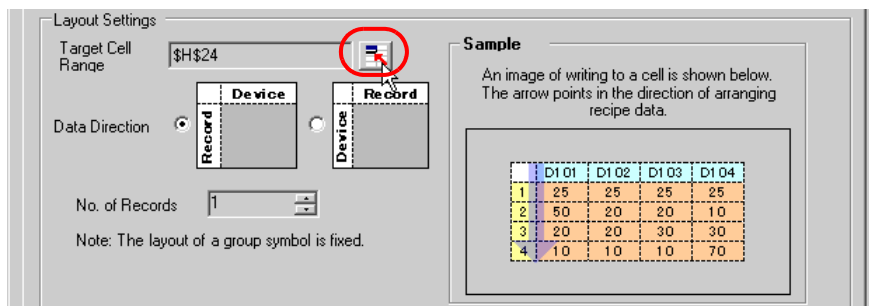 Layout Settings
Target Cell
Range
$H$24
Device
Record
Record
Device
Data Direction
No. of Records
1
Note: The layout of a group symbol is fixed.
Sample
An image of writing to a cell is shown below.
The arrow points in the direction of arranging
recipe data.
D101 D102 D103 D104
1 25 25 25 25
2 50 20 20 10
3 20 20 30 30
4 10 10 10 70